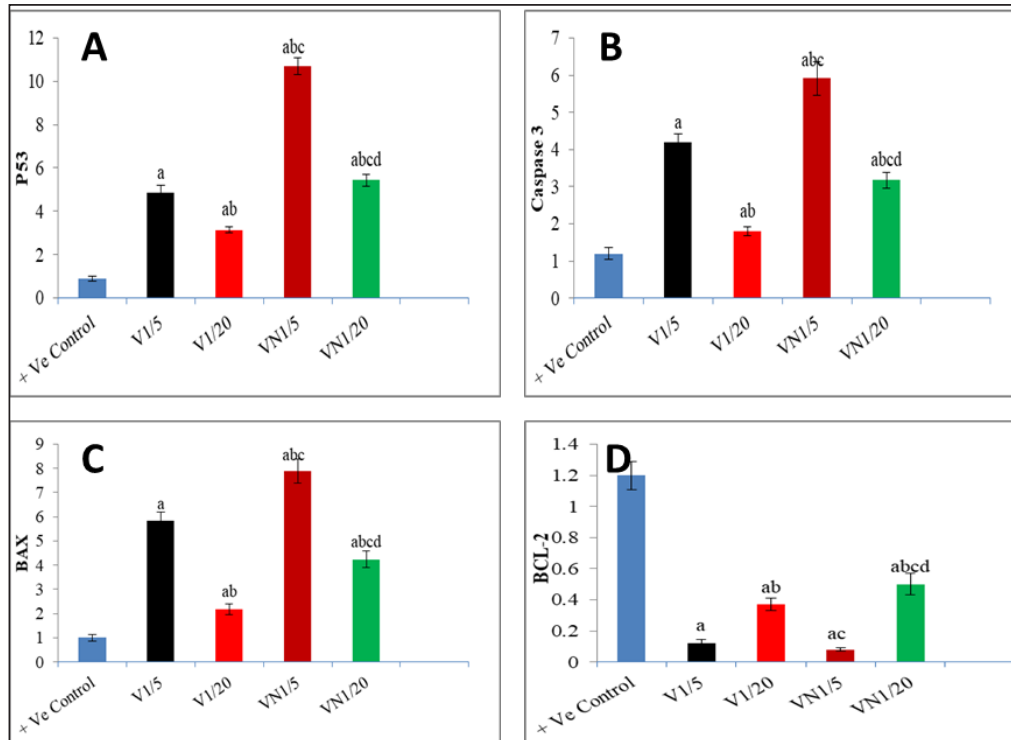 A
P53
12
10
8
6
4
2
0
abc
a
abcd
ab
+ Ve Control
V1/5
V1/20
VN1/5
VN1/20
B
Caspase 3
7
6
5
4
3
2
1
0
abc
a
abcd
ab
+ Ve Control
V1/5
V1/20
VN1/5
VN1/20
C
BAX
9
8
7
6
5
4
3
2
1
0
abc
a
abcd
ab
+ Ve Control
V1/5
V1/20
VN1/5
VN1/20
D
BCL-2
1.4
1.2
1
0.8
0.6
0.4
0.2
0
abcd
ab
a
ac
+ Ve Control
V1/5
V1/20
VN1/5
VN1/20